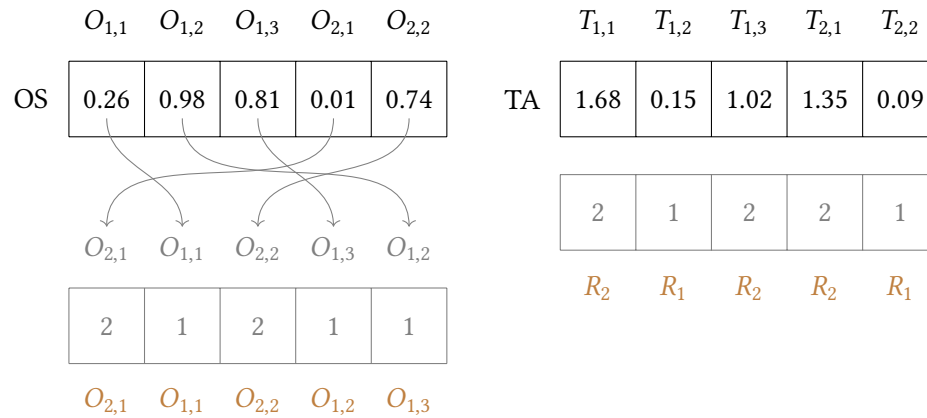 O1,1 O1,2 O1,3 O2,1 O2,2
OS 0.26 0.98 0.81 0.01 0.74
O2,1 O1,1 O2,2 O1,3 O1,2
2 1 2 1 1
O2,1 O1,1 O2,2 O1,2 O1,3
T1,1 T1,2 T1,3 T2,1 T2,2
TA 1.68 0.15 1.02 1.35 0.09
2 1 2 2 1
R2 R1 R2 R2 R1